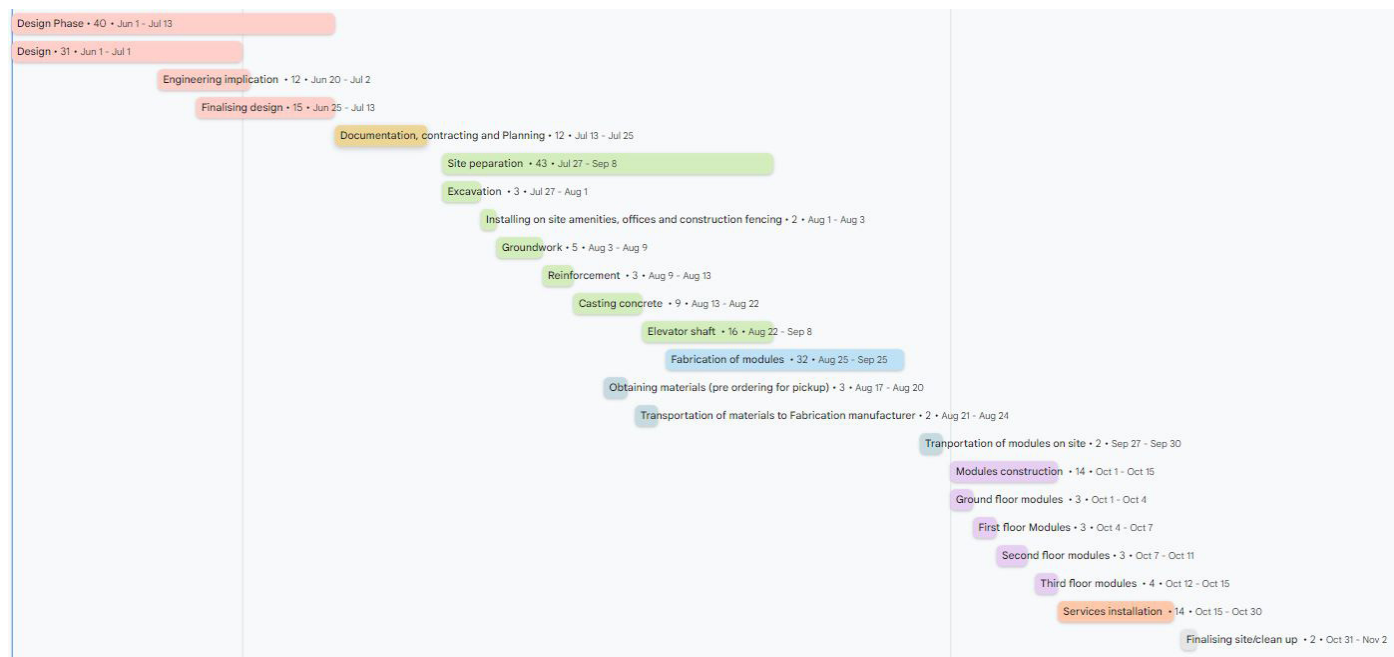 Design Phase • 40 • Jun 1 - Jul 13
Design • 31 • Jun 1 - Jul 1
Engineering implication • 12 • Jun 20 - Jul 2
Finalising design • 15 • Jun 25 - Jul 13
Documentation, contracting and Planning • 12 • Jul 13 - Jul 25
Site peparation • 43 • Jul 27 - Sep 8
Excavation • 3 • Jul 27 - Aug 1
Installing on site amenities, offices and construction fencing • 2 • Aug 1 - Aug 3
Groundwork • 5 • Aug 3 - Aug 9
Reinforcement • 3 • Aug 9 - Aug 13
Casting concrete • 9 • Aug 13 - Aug 22
Elevator shaft • 16 • Aug 22 - Sep 8
Fabrication of modules • 32 • Aug 25 - Sep 25
Obtaining materials (pre ordering for pickup) • 3 • Aug 17 - Aug 20
Transportation of materials to Fabrication manufacturer • 2 • Aug 21 - Aug 24
Tranportation of modules on site • 2 • Sep 27 - Sep 30
Modules construction • 14 • Oct 1 - Oct 15
Ground floor modules • 3 • Oct 1 - Oct 4
First floor Modules • 3 • Oct 4 - Oct 7
Second floor modules • 3 • Oct 7 - Oct 11
Third floor modules • 4 • Oct 12 - Oct 15
Services installation • 14 • Oct 15 - Oct 30
Finalising site/clean up • 2 • Oct 31 - Nov 2